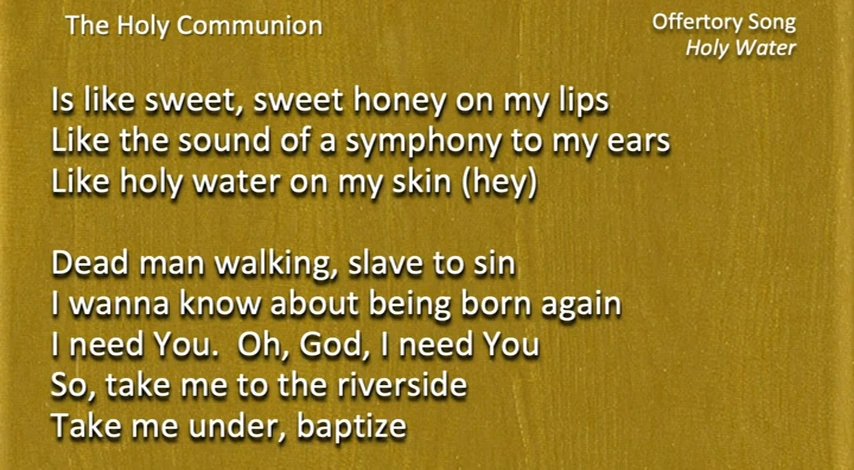 The Holy Communion
Offertory Song
Holy Water
Is like sweet, sweet honey on my lips
Like the sound of a symphony to my ears
Like holy water on my skin (hey)
Dead man walking, slave to sin
I wanna know about being born again
I need You.  Oh, God, I need You
So, take me to the riverside
Take me under, baptize